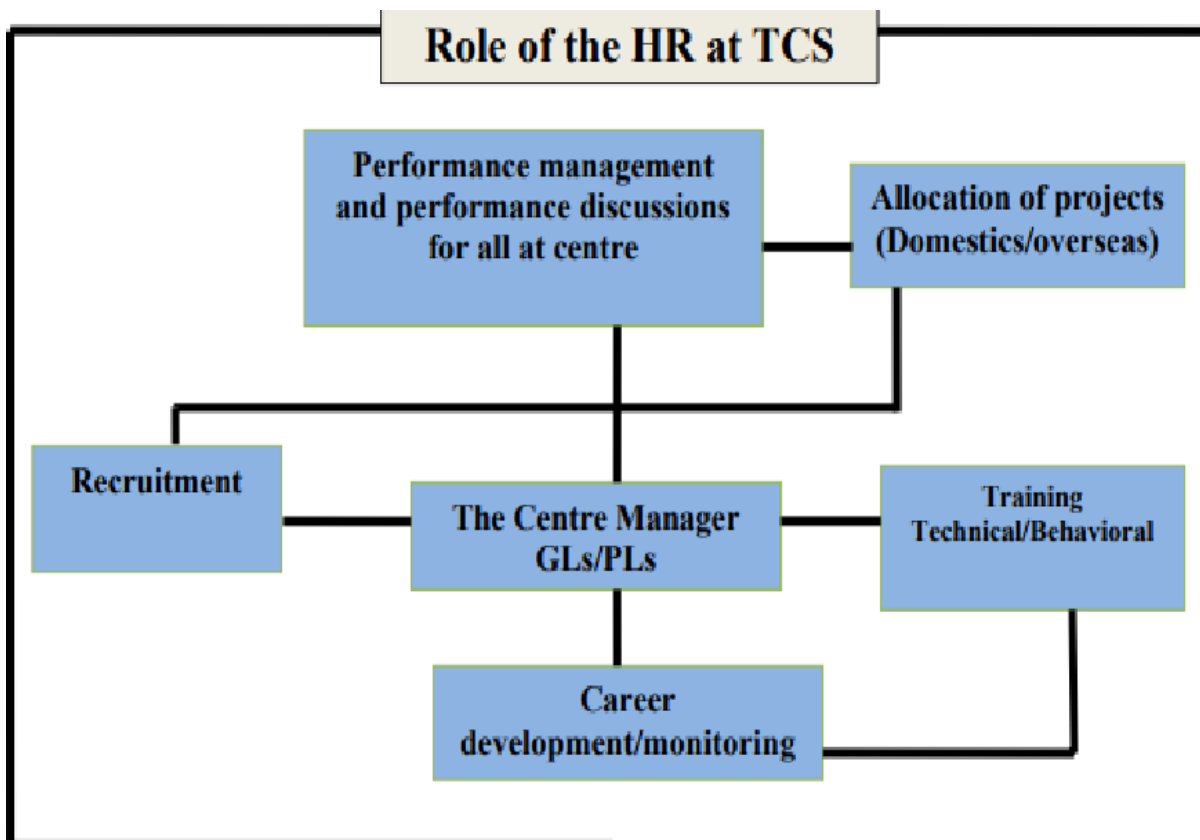 Role of the HR at TCS
Performance management
and performance discussions
for all at centre
Allocation of projects
(Domestics/overseas)
Recruitment
The Centre Manager
GLs/PLs
Training
Technical/Behavioral
Career
development/monitoring